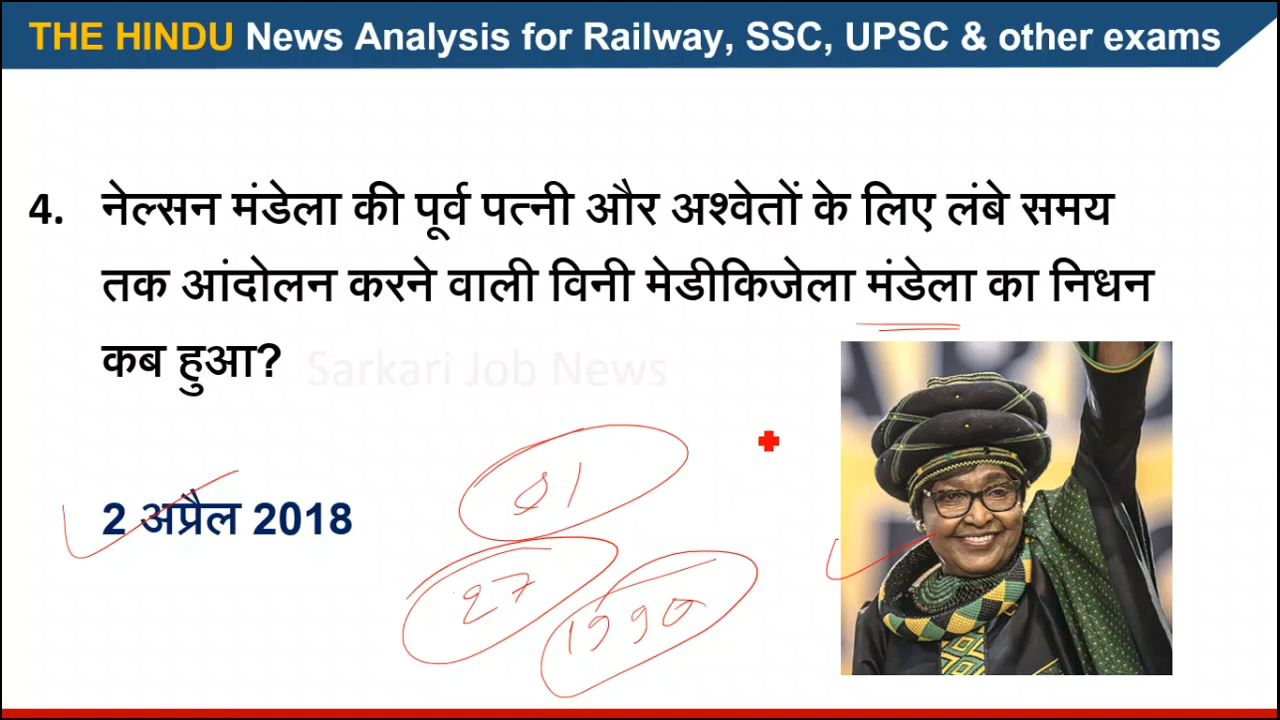 THE HINDU News Analysis for Railway, SSC, UPSC & other exams
4. नेल्सन मंडेला की पूर्व पत्नी और अश्वेतों के लिए लंबे समय
तक आंदोलन करने वाली विनी मेडीकिजेला मंडेला का निधन
कब हुआ?
Sarkari Job News
81
2 अप्रैल 2018
27
1990